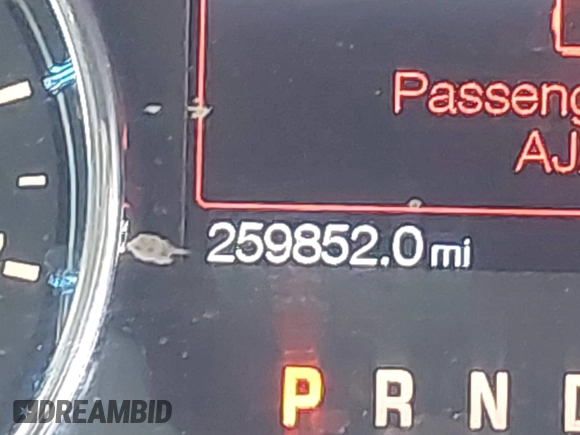 Passeng
AJ
259852.0 mi
P R N
DREAMBID